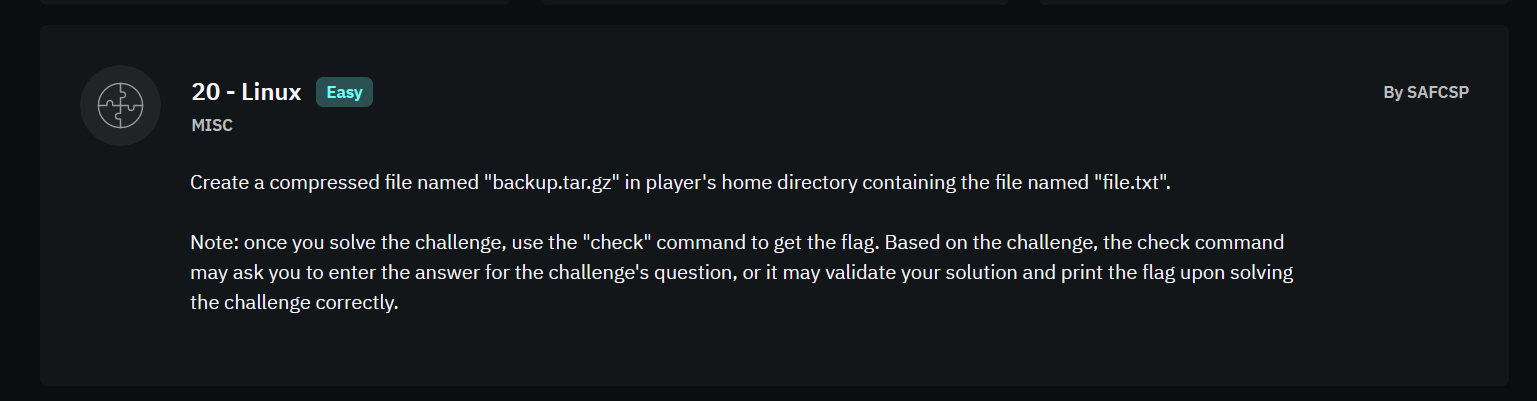 20 - Linux Easy By SAFCSP
MISC
Create a compressed file named "backup.tar.gz" in player's home directory containing the file named "file.txt".
Note: once you solve the challenge, use the "check" command to get the flag. Based on the challenge, the check command
may ask you to enter the answer for the challenge's question, or it may validate your solution and print the flag upon solving
the challenge correctly.